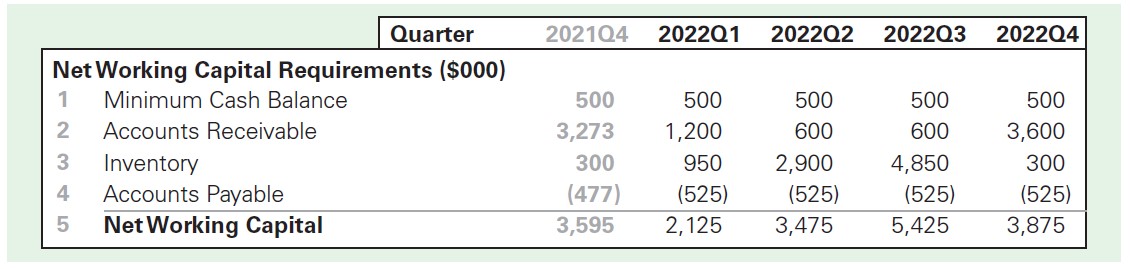 Quarter 2021Q4 2022Q1 2022Q2 2022Q3 2022Q4
Net Working Capital Requirements ($000)
1 Minimum Cash Balance 500 500 500 500 500
2 Accounts Receivable 3,273 1,200 600 600 3,600
3 Inventory 300 950 2,900 4,850 300
4 Accounts Payable (477) (525) (525) (525) (525)
5 Net Working Capital 3,595 2,125 3,475 5,425 3,875